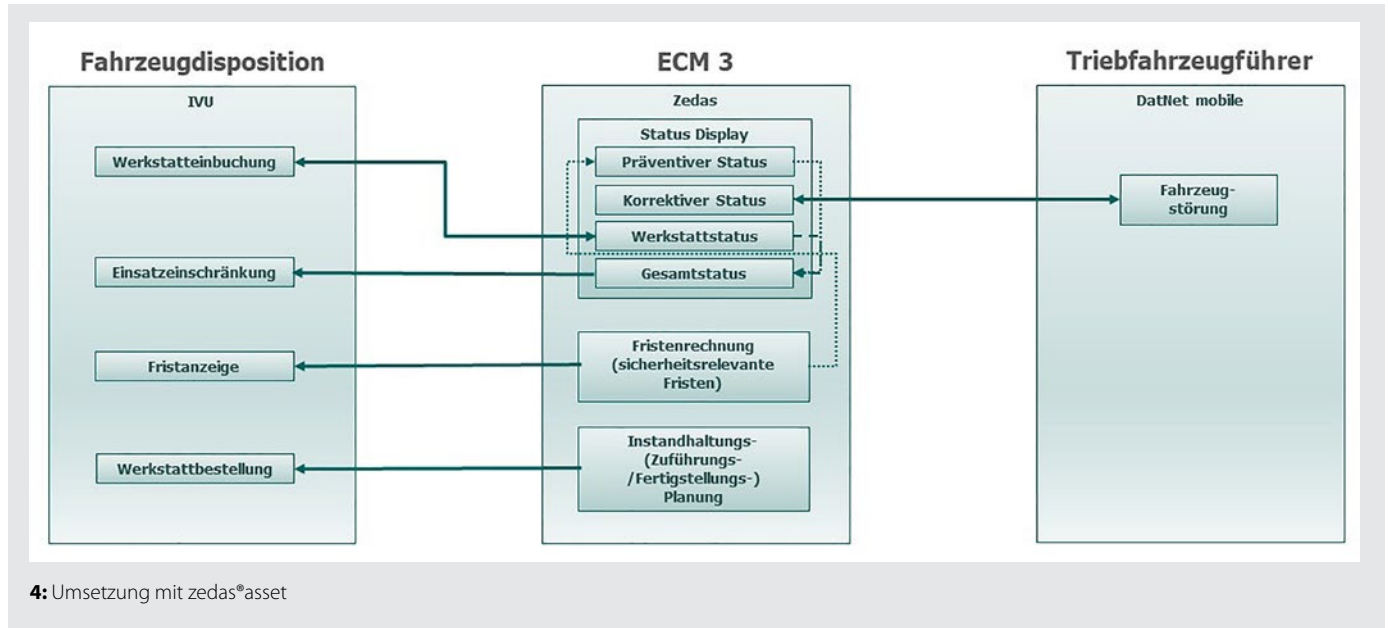 Fahrzeugdisposition
IVU
Werkstatteinbuchung
Einsatzeinschränkung
Fristanzeige
Werkstattbestellung
ECM 3
Zedas
Status Display
Präventiver Status
Korrektiver Status
Werkstattstatus
Gesamtstatus
Fristenrechnung
(sicherheitsrelevante
Fristen)
Instandhaltungs-
(Zuführungs-
/Fertigstellungs-)
Planung
Triebfahrzeugführer
DatNet mobile
Fahrzeug-
störung
4: Umsetzung mit zedas®asset